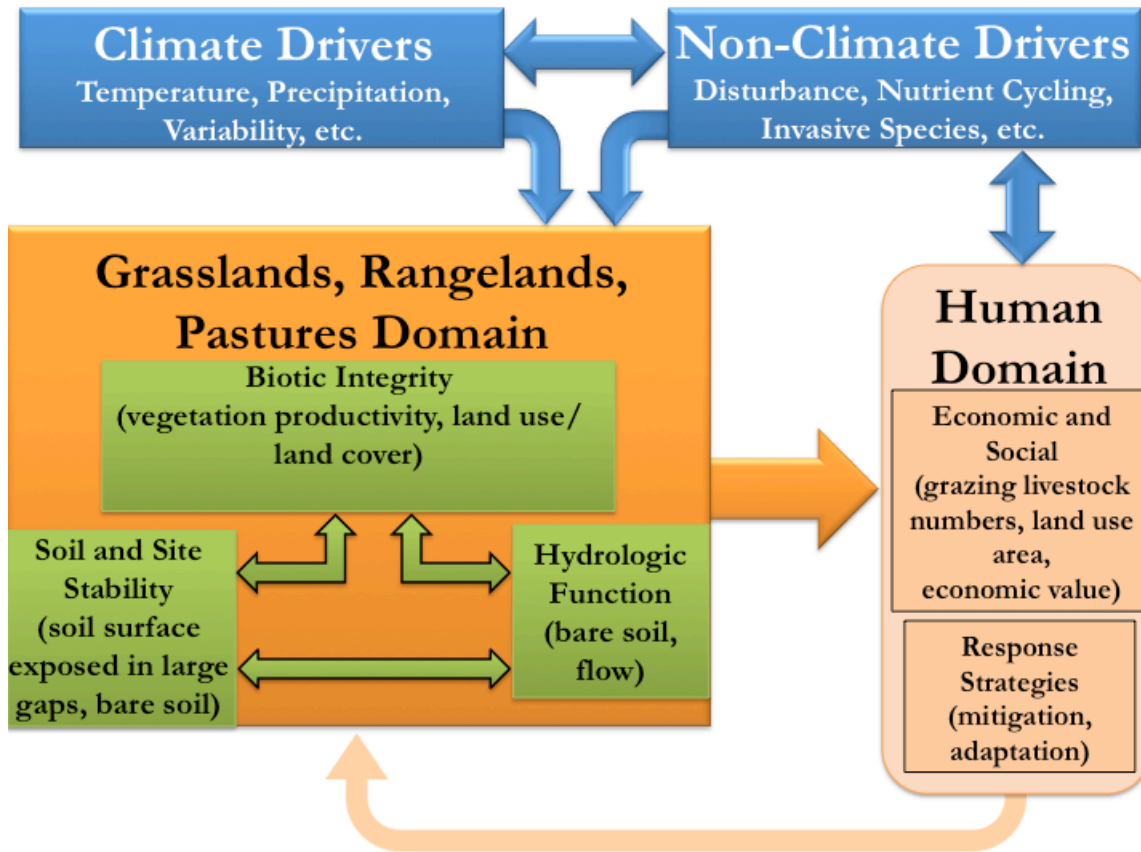 Climate Drivers
Temperature, Precipitation,
Variability, etc.
Non-Climate Drivers
Disturbance, Nutrient Cycling,
Invasive Species, etc.
Grasslands, Rangelands,
Pastures Domain
Biotic Integrity
(vegetation productivity, land use/
land cover)
Soil and Site
Stability
(soil surface
exposed in large
gaps, bare soil)
Hydrologic
Function
(bare soil,
flow)
Human
Domain
Economic and
Social
(grazing livestock
numbers, land use
area,
economic value)
Response
Strategies
(mitigation,
adaptation)